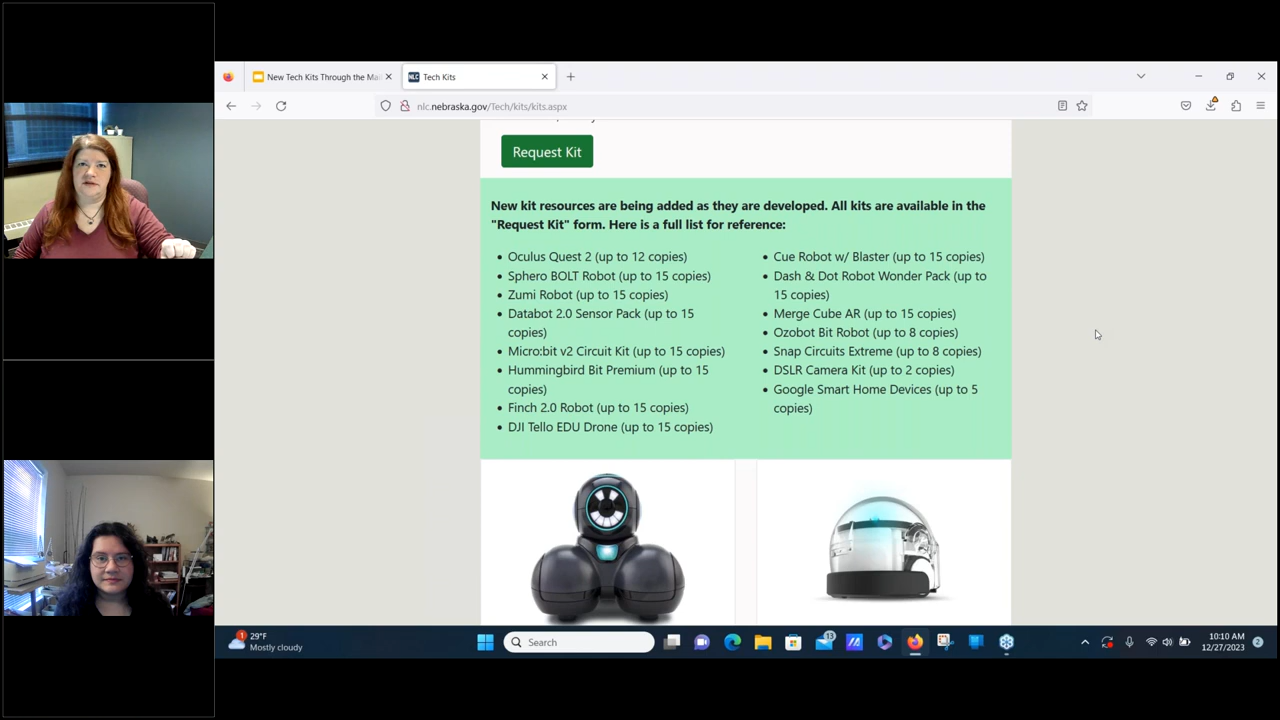 New Tech Kits Through the Mai
NLC Tech Kits
nlc.nebraska.gov/Tech/kits/kits.aspx
Request Kit
New kit resources are being added as they are developed. All kits are available in the
"Request Kit" form. Here is a full list for reference:
Oculus Quest 2 (up to 12 copies)
Sphero BOLT Robot (up to 15 copies)
Zumi Robot (up to 15 copies)
Databot 2.0 Sensor Pack (up to 15
copies)
Micro:bit v2 Circuit Kit (up to 15 copies)
Hummingbird Bit Premium (up to 15
copies)
Finch 2.0 Robot (up to 15 copies)
DJI Tello EDU Drone (up to 15 copies)
Cue Robot w/ Blaster (up to 15 copies)
Dash & Dot Robot Wonder Pack (up to
15 copies)
Merge Cube AR (up to 15 copies)
Ozobot Bit Robot (up to 8 copies)
Snap Circuits Extreme (up to 8 copies)
DSLR Camera Kit (up to 2 copies)
Google Smart Home Devices (up to 5
copies)
1
29°F
Mostly cloudy
Search
13
10:10 AM
12/27/2023
2